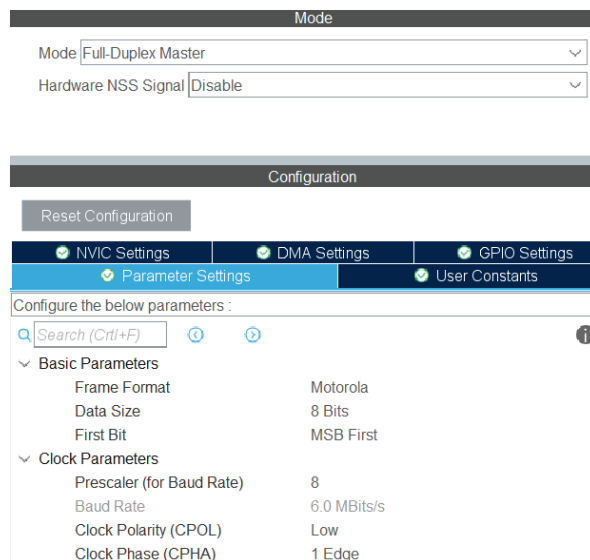 Mode
Mode Full-Duplex Master
Hardware NSS Signal Disable
Configuration
Reset Configuration
NVIC Settings DMA Settings GPIO Settings
Parameter Settings User Constants
Configure the below parameters :
Search (Crtl+F)
Basic Parameters
Frame Format Motorola
Data Size 8 Bits
First Bit MSB First
Clock Parameters
Prescaler (for Baud Rate) 8
Baud Rate 6.0 MBits/s
Clock Polarity (CPOL) Low
Clock Phase (CPHA) 1 Edge